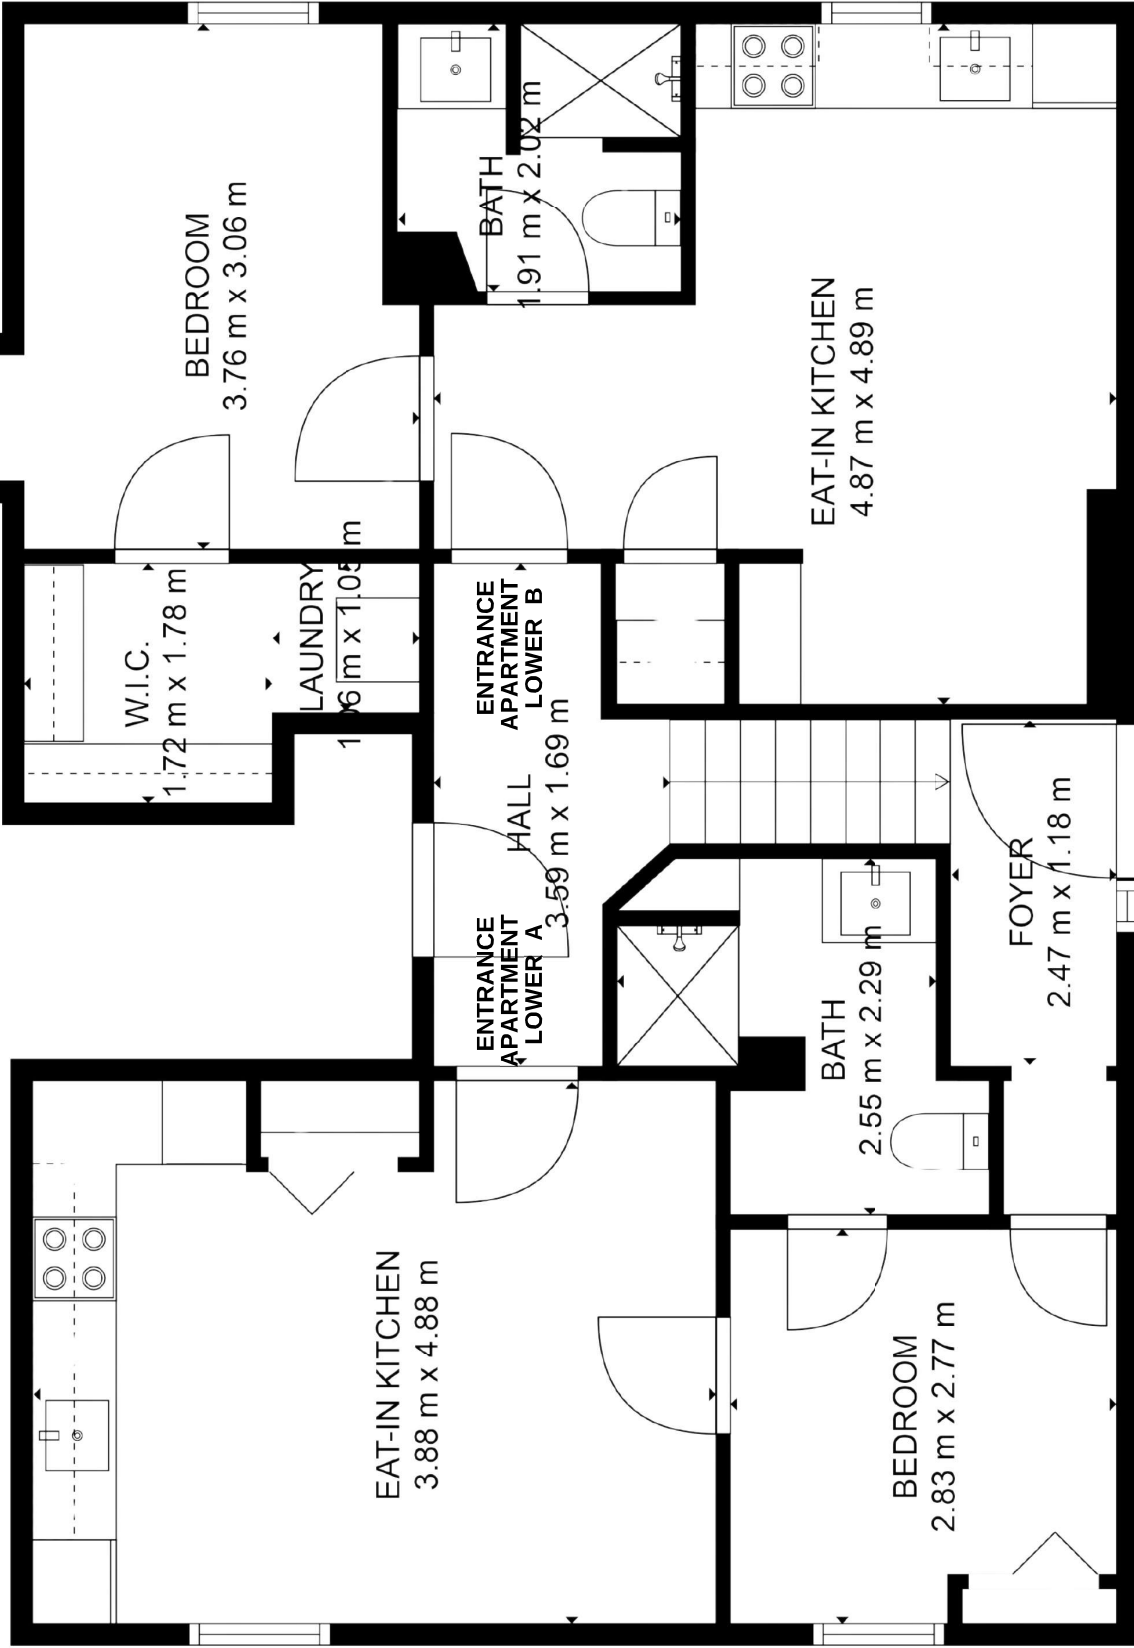 BEDROOM
3.76 m x 3.06 m
BATH
1.91 m x 2.02 m
EAT-IN KITCHEN
4.87 m x 4.89 m
W.I.C.
1.72 m x 1.78 m
LAUNDRY
m x 1.05 m
ENTRANCE
APARTMENT
LOWER B
HALL
3.59 m x 1.69 m
ENTRANCE
APARTMENT
LOWER A
FOYER
2.47 m x 1.18 m
BATH
2.55 m x 2.29 m
EAT-IN KITCHEN
3.88 m x 4.88 m
BEDROOM
2.83 m x 2.77 m